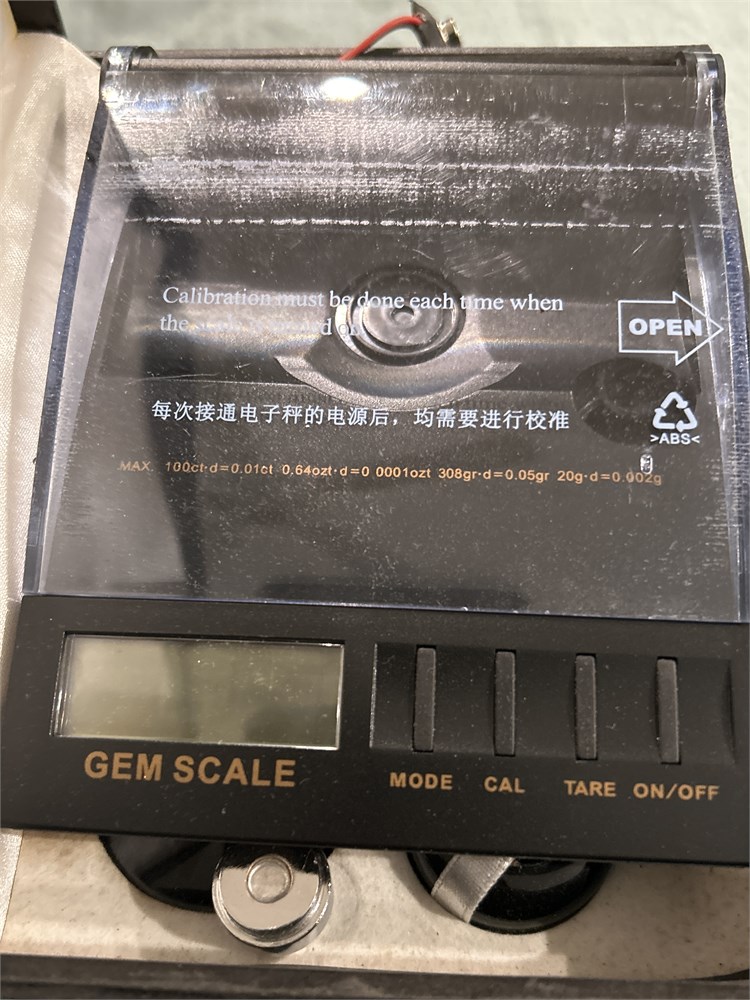 Calibration must be done each time when
the
OPEN
每次接通电子秤的电源后，均需要进行校准
>ABS<
MAX. 100ct·d=0.01ct 0.64ozt·d=0 0001ozt 308gr·d=0.05gr 20g·d=0.002g
GEM SCALE
MODE CAL TARE ON/OFF